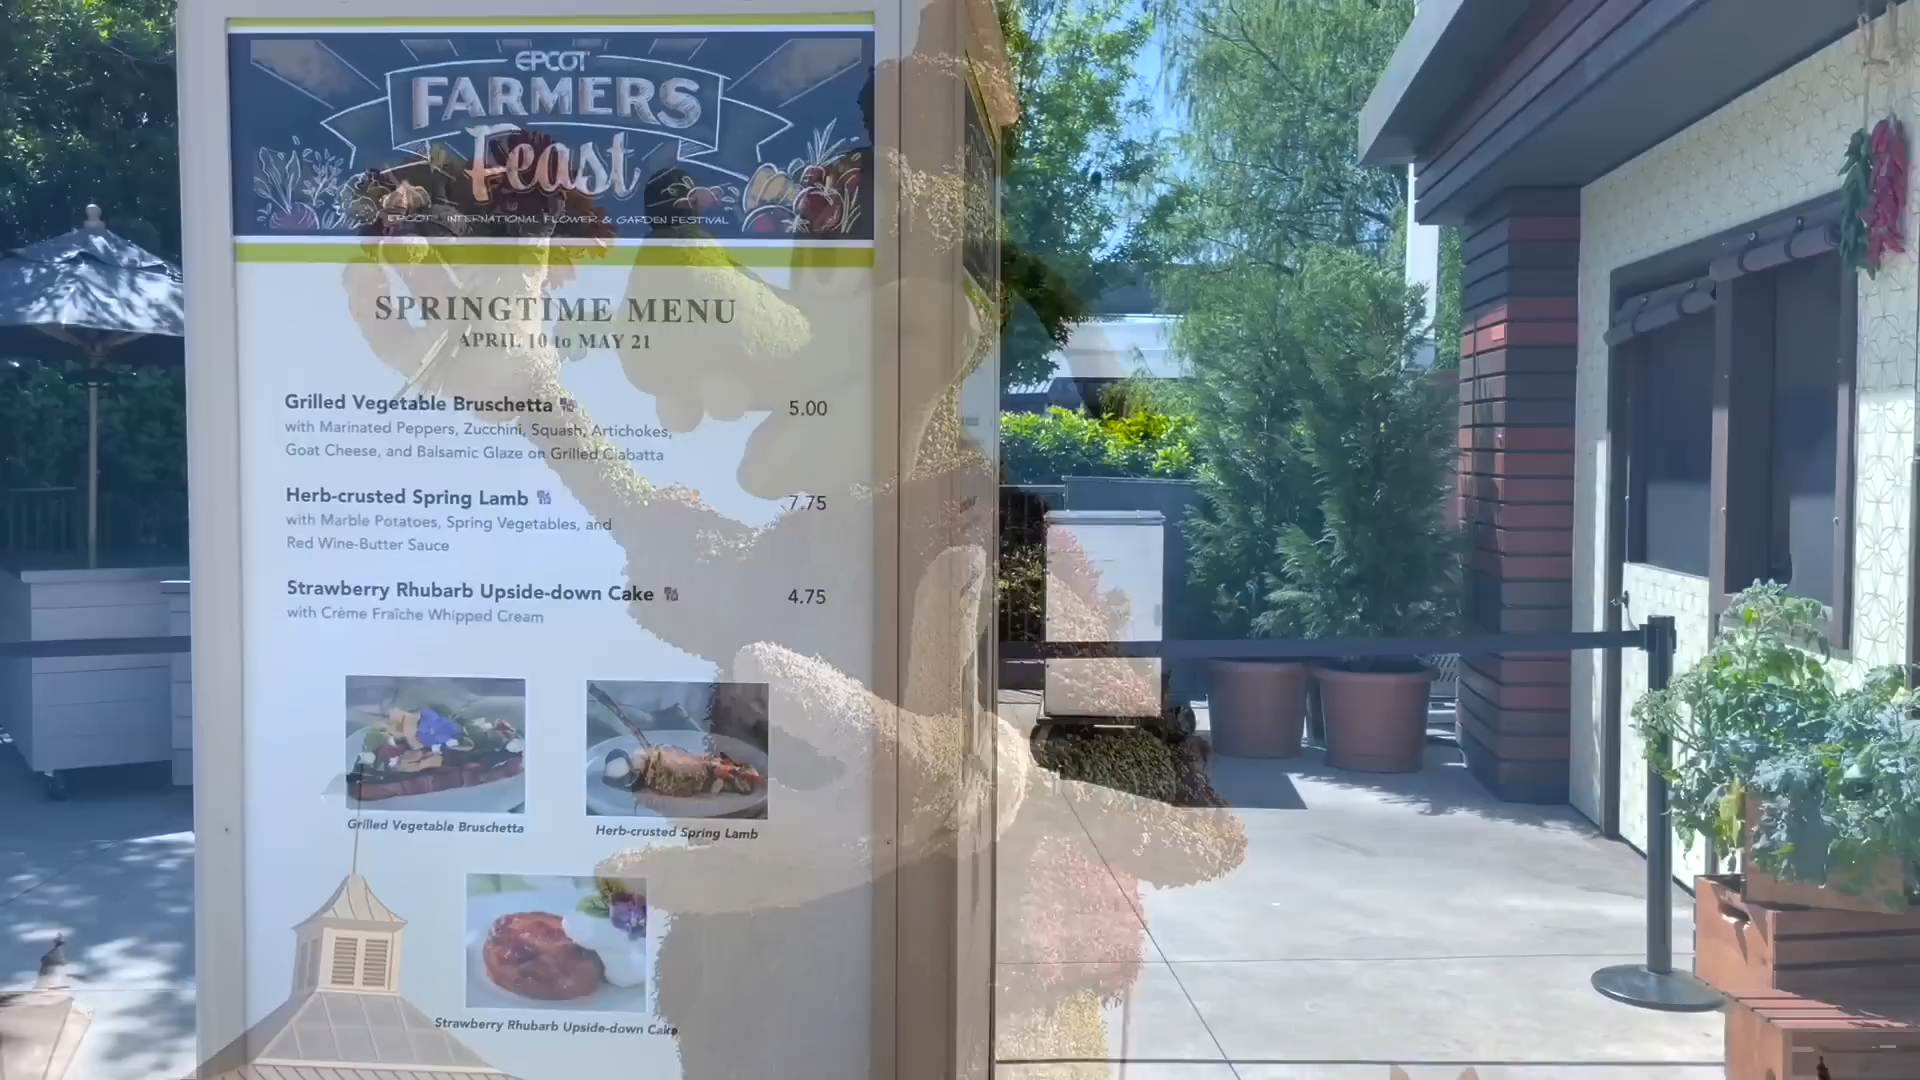 EPCOT
FARMERS
Feast
EPCOT INTERNATIONAL FLOWER & GARDEN FESTIVAL
SPRINGTIME MENU
APRIL 10 to MAY 21
Grilled Vegetable Bruschetta 5.00
with Marinated Peppers, Zucchini, Squash, Artichokes,
Goat Cheese, and Balsamic Glaze on Grilled Ciabatta
Herb-crusted Spring Lamb 7.75
with Marble Potatoes, Spring Vegetables, and
Red Wine-Butter Sauce
Strawberry Rhubarb Upside-down Cake 4.75
with Crème Fraîche Whipped Cream
Grilled Vegetable Bruschetta
Herb-crusted Spring Lamb
Strawberry Rhubarb Upside-down Cake